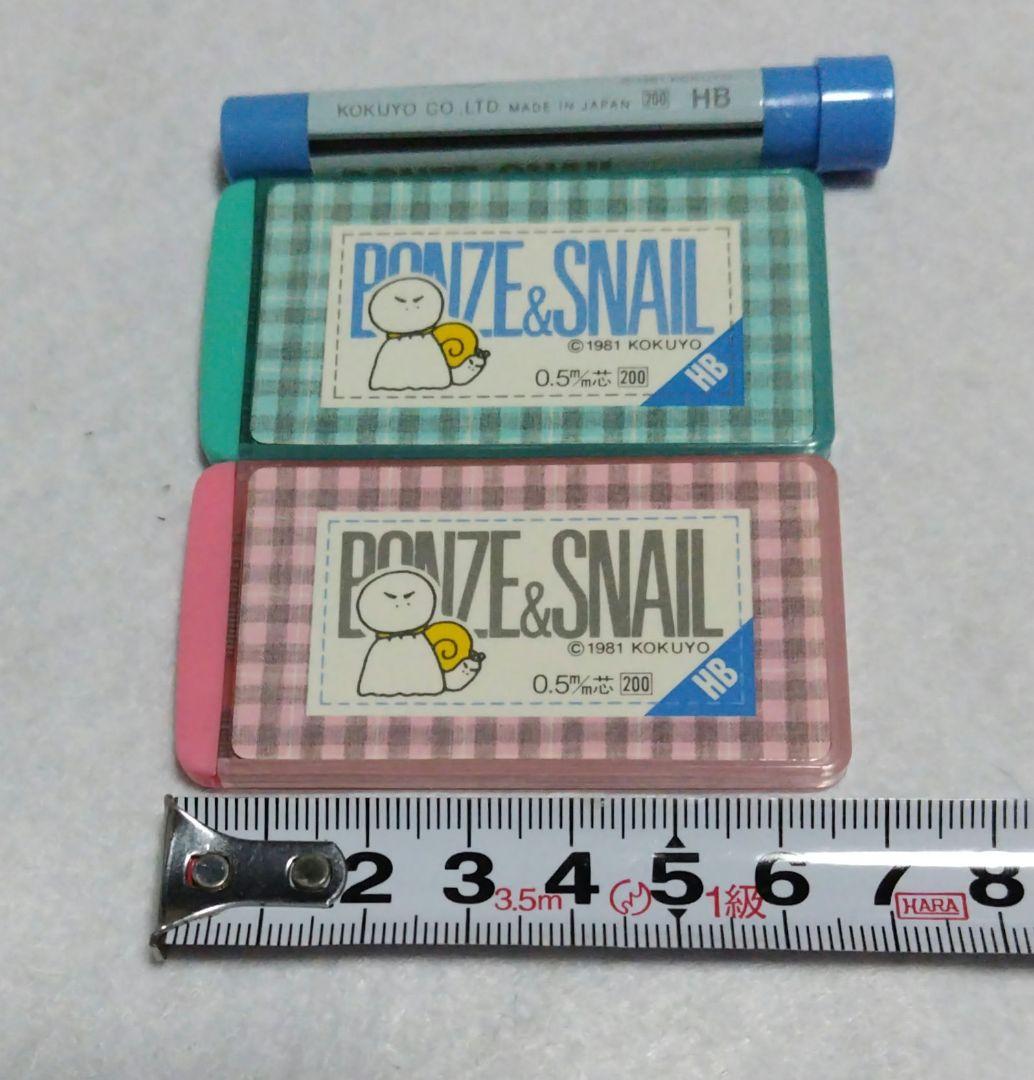 KOKUYO CO.,LTD. MADE IN JAPAN 200 HB
BONZE & SNAIL
©1981 KOKUYO
0.5m/m芯 200
HB
BONZE & SNAIL
©1981 KOKUYO
0.5m/m芯 200
HB
2 3 4 5 6 7 8
3.5m 1級 HARA